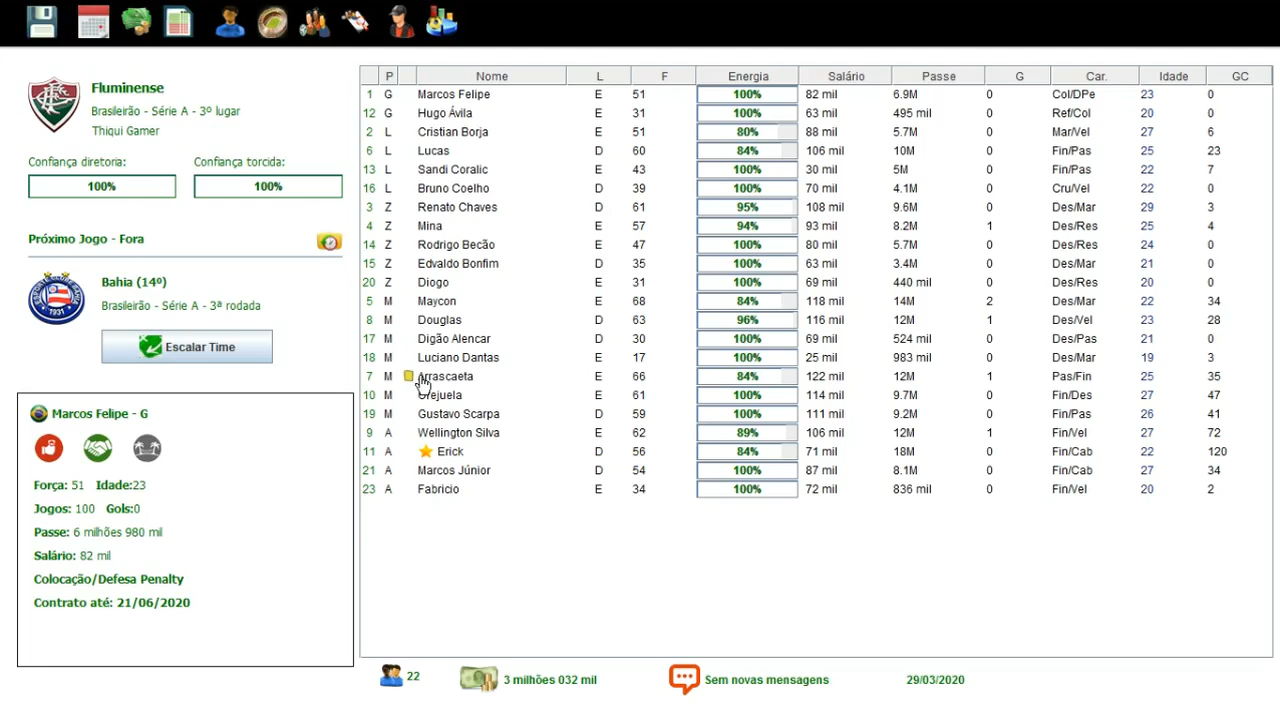 Fluminense
Brasileirão - Série A - 3º lugar
Thiqui Gamer
Confiança diretoria: Confiança torcida:
100% 100%
Próximo Jogo - Fora
Bahia (14º)
Brasileirão - Série A - 3ª rodada
1931
Escalar Time
Marcos Felipe - G
Força: 51 Idade:23
Jogos: 100 Gols:0
Passe: 6 milhões 980 mil
Salário: 82 mil
Colocação/Defesa Penalty
Contrato até: 21/06/2020
P Nome L F Energia Salário Passe G Car. Idade GC
1 G Marcos Felipe E 51 100% 82 mil 6.9M 0 Col/DPe 23 0
12 G Hugo Ávila E 31 100% 63 mil 495 mil 0 Ref/Col 20 0
2 L Cristian Borja E 51 80% 88 mil 5.7M 0 Mar/Vel 27 6
6 L Lucas D 60 84% 106 mil 10M 0 Fin/Pas 25 23
13 L Sandi Coralic E 43 100% 30 mil 5M 0 Fin/Pas 22 7
16 L Bruno Coelho D 39 100% 70 mil 4.1M 0 Cru/Vel 22 0
3 Z Renato Chaves D 61 95% 108 mil 9.6M 0 Des/Mar 29 3
4 Z Mina E 57 94% 93 mil 8.2M 1 Des/Res 25 4
14 Z Rodrigo Becão E 47 100% 80 mil 5.7M 0 Des/Res 24 0
15 Z Edvaldo Bonfim D 35 100% 63 mil 3.4M 0 Des/Mar 21 0
20 Z Diogo E 31 100% 69 mil 440 mil 0 Des/Res 20 0
5 M Maycon E 68 84% 118 mil 14M 2 Des/Mar 22 34
8 M Douglas D 63 96% 116 mil 12M 1 Des/Vel 23 28
17 M Digão Alencar D 30 100% 69 mil 524 mil 0 Des/Pas 21 0
18 M Luciano Dantas E 17 100% 25 mil 983 mil 0 Des/Mar 19 3
7 M Arrascaeta E 66 84% 122 mil 12M 1 Pas/Fin 25 35
10 M Orejuela E 61 100% 114 mil 9.7M 0 Fin/Des 27 47
19 M Gustavo Scarpa D 59 100% 111 mil 9.2M 0 Fin/Pas 26 41
9 A Wellington Silva E 62 89% 106 mil 12M 1 Fin/Vel 27 72
11 A Erick D 56 84% 71 mil 18M 0 Fin/Cab 22 120
21 A Marcos Júnior D 54 100% 87 mil 8.1M 0 Fin/Cab 27 34
23 A Fabricio E 34 100% 72 mil 836 mil 0 Fin/Vel 20 2
22 3 milhões 032 mil Sem novas mensagens 29/03/2020